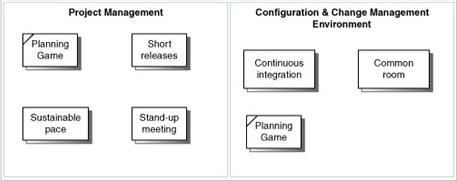 Project Management
Planning
Game
Short
releases
Sustainable
pace
Stand-up
meeting
Configuration & Change Management
Environment
Continuous
integration
Common
room
Planning
Game